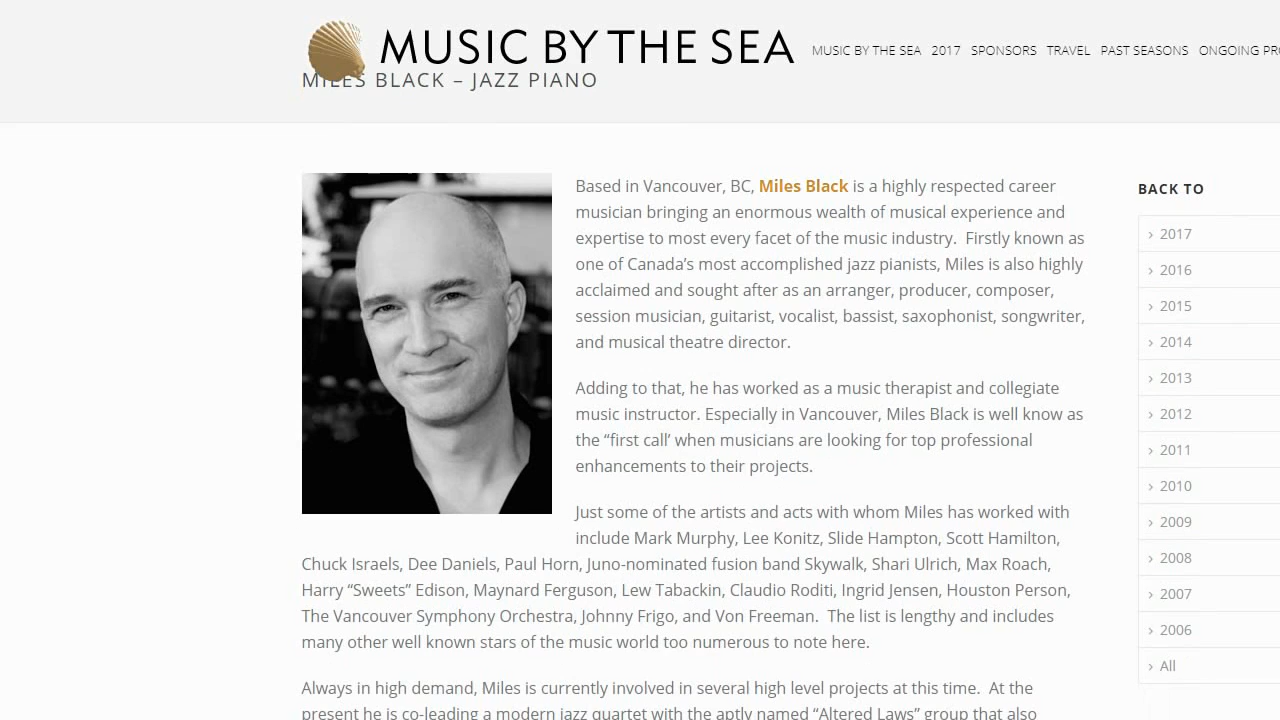 MUSIC BY THE SEA
MUSIC BY THE SEA 2017 SPONSORS TRAVEL PAST SEASONS ONGOING PR
MILES BLACK – JAZZ PIANO
Based in Vancouver, BC, Miles Black is a highly respected career
musician bringing an enormous wealth of musical experience and
expertise to most every facet of the music industry.  Firstly known as
one of Canada’s most accomplished jazz pianists, Miles is also highly
acclaimed and sought after as an arranger, producer, composer,
session musician, guitarist, vocalist, bassist, saxophonist, songwriter,
and musical theatre director.
Adding to that, he has worked as a music therapist and collegiate
music instructor. Especially in Vancouver, Miles Black is well know as
the “first call’ when musicians are looking for top professional
enhancements to their projects.
Just some of the artists and acts with whom Miles has worked with
include Mark Murphy, Lee Konitz, Slide Hampton, Scott Hamilton,
Chuck Israels, Dee Daniels, Paul Horn, Juno-nominated fusion band Skywalk, Shari Ulrich, Max Roach,
Harry “Sweets” Edison, Maynard Ferguson, Lew Tabackin, Claudio Roditi, Ingrid Jensen, Houston Person,
The Vancouver Symphony Orchestra, Johnny Frigo, and Von Freeman.  The list is lengthy and includes
many other well known stars of the music world too numerous to note here.
Always in high demand, Miles is currently involved in several high level projects at this time.  At the
present he is co-leading a modern jazz quartet with the aptly named “Altered Laws” group that also
BACK TO
› 2017
› 2016
› 2015
› 2014
› 2013
› 2012
› 2011
› 2010
› 2009
› 2008
› 2007
› 2006
› All